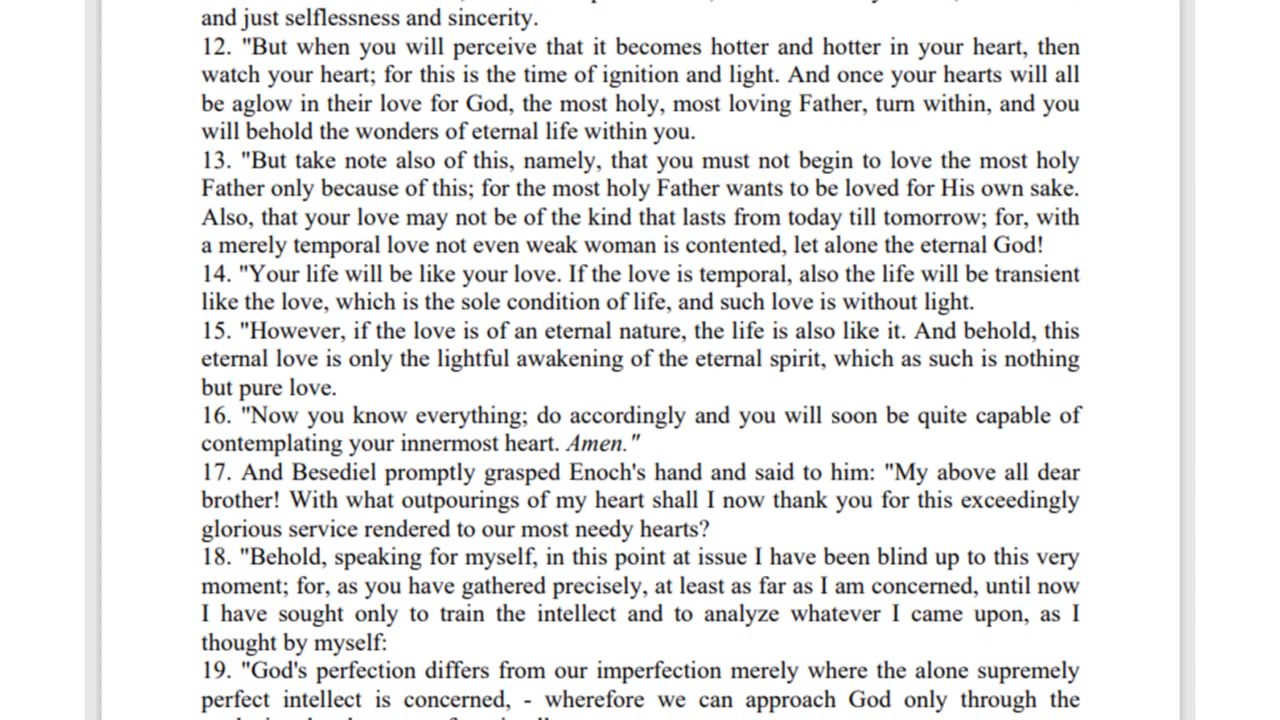 and just selflessness and sincerity.
12. "But when you will perceive that it becomes hotter and hotter in your heart, then
watch your heart; for this is the time of ignition and light. And once your hearts will all
be aglow in their love for God, the most holy, most loving Father, turn within, and you
will behold the wonders of eternal life within you.
13. "But take note also of this, namely, that you must not begin to love the most holy
Father only because of this; for the most holy Father wants to be loved for His own sake.
Also, that your love may not be of the kind that lasts from today till tomorrow; for, with
a merely temporal love not even weak woman is contented, let alone the eternal God!
14. "Your life will be like your love. If the love is temporal, also the life will be transient
like the love, which is the sole condition of life, and such love is without light.
15. "However, if the love is of an eternal nature, the life is also like it. And behold, this
eternal love is only the lightful awakening of the eternal spirit, which as such is nothing
but pure love.
16. "Now you know everything; do accordingly and you will soon be quite capable of
contemplating your innermost heart. Amen."
17. And Besediel promptly grasped Enoch's hand and said to him: "My above all dear
brother! With what outpourings of my heart shall I now thank you for this exceedingly
glorious service rendered to our most needy hearts?
18. "Behold, speaking for myself, in this point at issue I have been blind up to this very
moment; for, as you have gathered precisely, at least as far as I am concerned, until now
I have sought only to train the intellect and to analyze whatever I came upon, as I
thought by myself:
19. "God's perfection differs from our imperfection merely where the alone supremely
perfect intellect is concerned, - wherefore we can approach God only through the